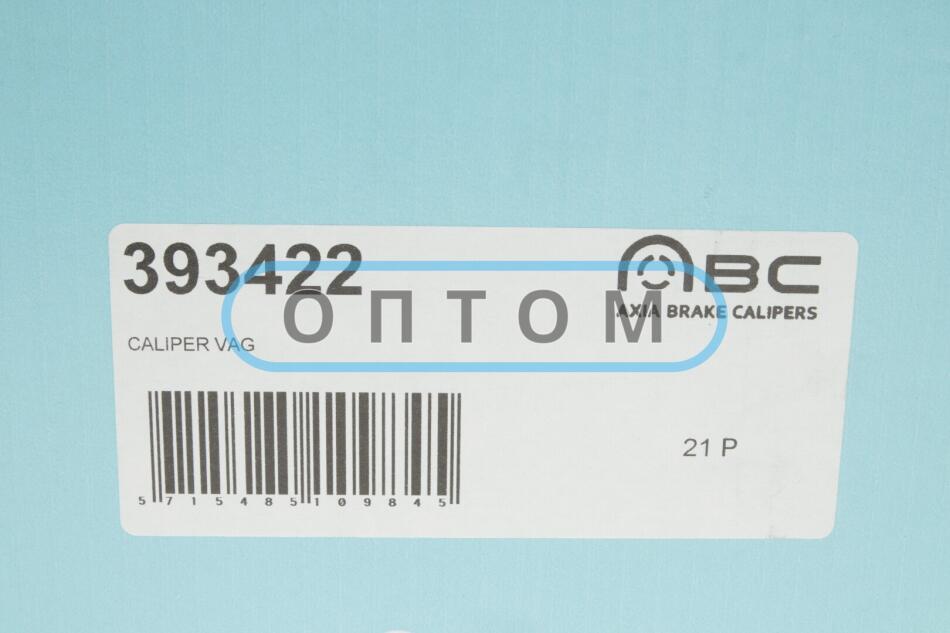 393422
ABC
AXIA BRAKE CALIPERS
ОПТОМ
CALIPER VAG
21 P
5 715485 109845